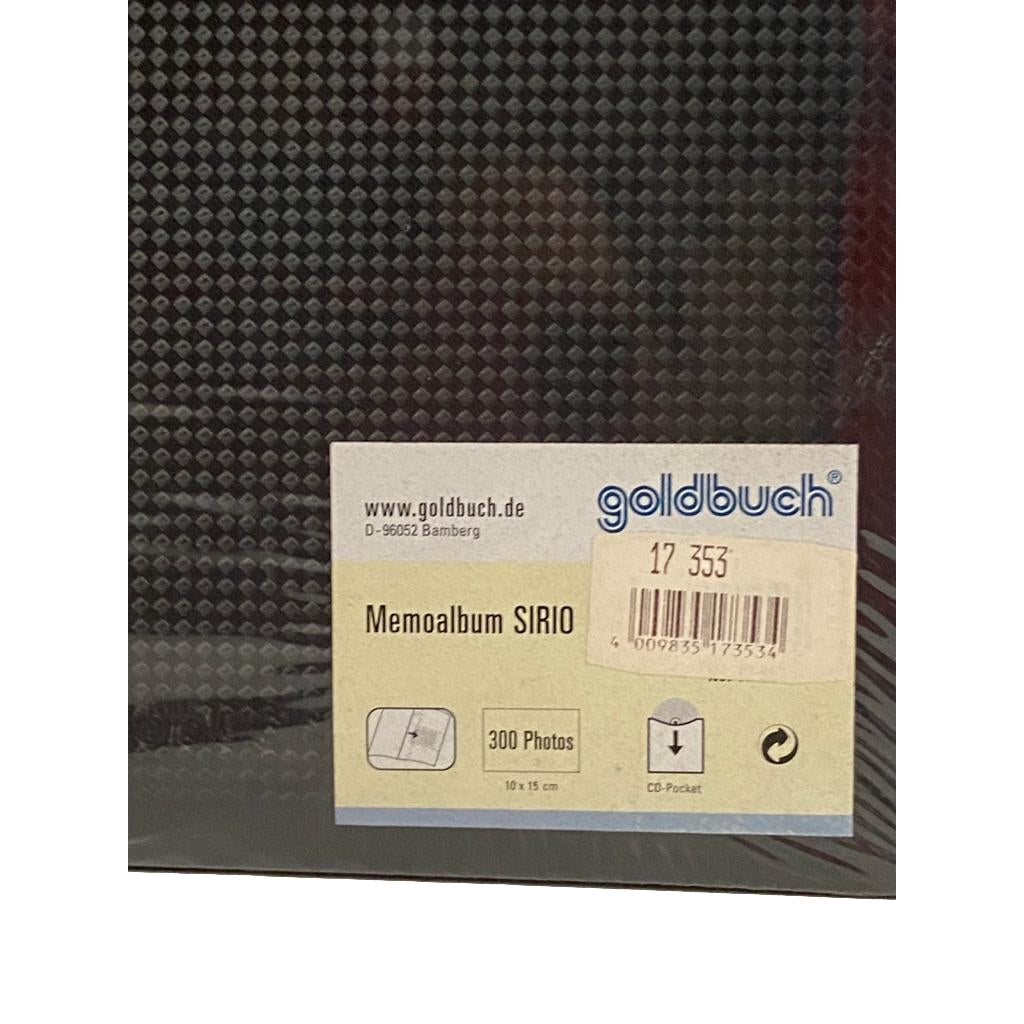 www.goldbuch.de
D-96052 Bamberg
goldbuch®
17 353
4 009835 173534
Memoalbum SIRIO
300 Photos
10 x 15 cm
CD-Pocket